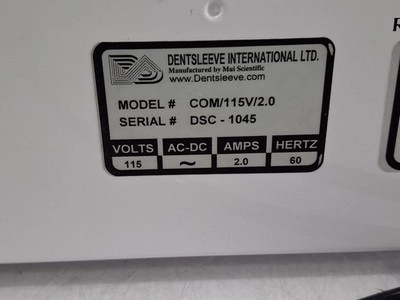 DENTSLEEVE INTERNATIONAL LTD.
Manufactured by Mui Scientific
www.Dentsleeve.com
MODEL # COM/115V/2.0
SERIAL # DSC - 1045
VOLTS AC-DC AMPS HERTZ
115 ~ 2.0 60
R